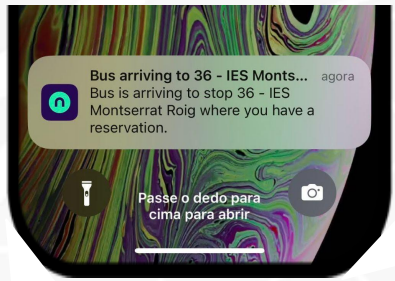 Bus arriving to 36 - IES Monts... agora
Bus is arriving to stop 36 - IES
Montserrat Roig where you have a
reservation.
Passe o dedo para
cima para abrir